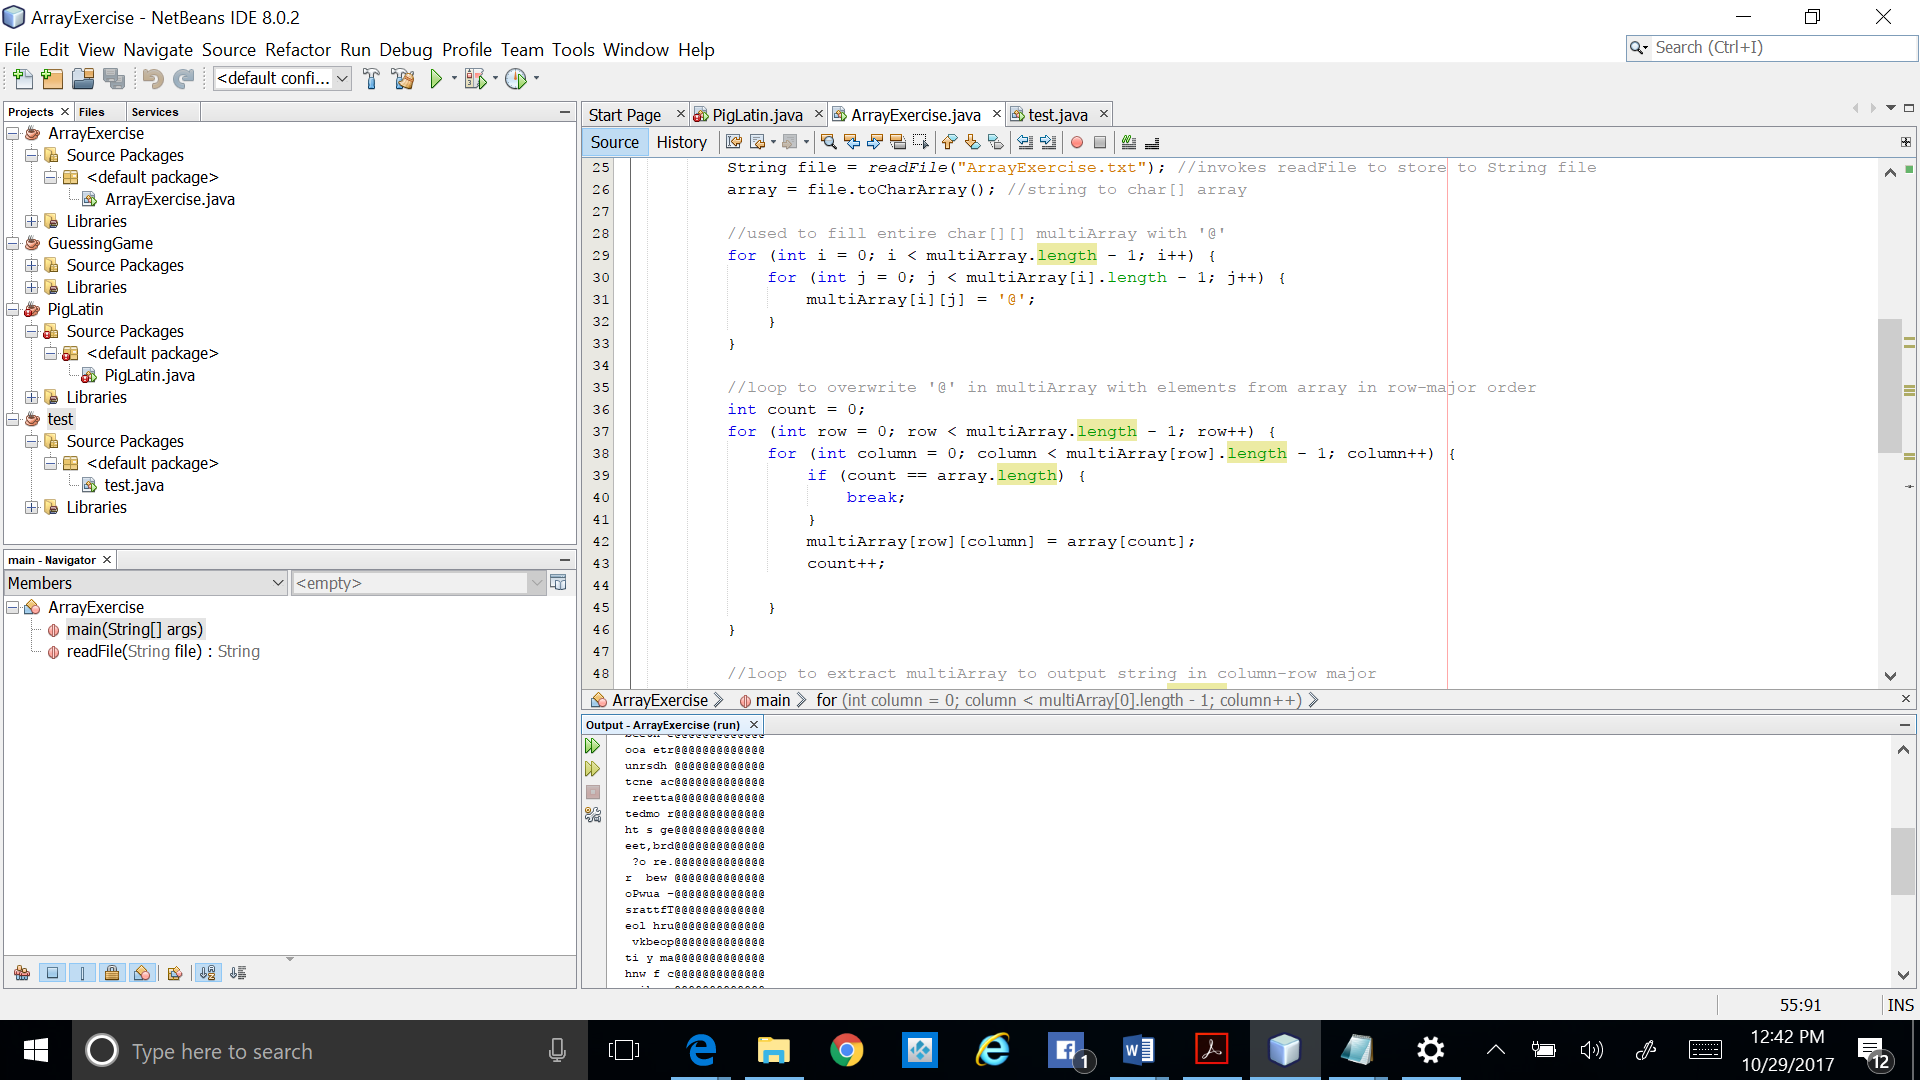 ArrayExercise - NetBeans IDE 8.0.2
File Edit View Navigate Source Refactor Run Debug Profile Team Tools Window Help
Search (Ctrl+I)
<default confi...
Projects Files Services
ArrayExercise
Source Packages
<default package>
ArrayExercise.java
Libraries
GuessingGame
Source Packages
Libraries
PigLatin
Source Packages
<default package>
PigLatin.java
Libraries
test
Source Packages
<default package>
test.java
Libraries
main - Navigator
Members
<empty>
ArrayExercise
main(String[] args)
readFile(String file) : String
Start Page PigLatin.java ArrayExercise.java test.java
Source History
25 String file = readFile("ArrayExercise.txt"); //invokes readFile to store to String file
26 array = file.toCharArray(); //string to char[] array
27
28 //used to fill entire char[][] multiArray with '@'
29 for (int i = 0; i < multiArray.length - 1; i++) {
30 for (int j = 0; j < multiArray[i].length - 1; j++) {
31 multiArray[i][j] = '@';
32 }
33 }
34
35 //loop to overwrite '@' in multiArray with elements from array in row-major order
36 int count = 0;
37 for (int row = 0; row < multiArray.length - 1; row++) {
38 for (int column = 0; column < multiArray[row].length - 1; column++) {
39 if (count == array.length) {
40 break;
41 }
42 multiArray[row][column] = array[count];
43 count++;
44
45 }
46 }
47
48 //loop to extract multiArray to output string in column-row major
ArrayExercise main for (int column = 0; column < multiArray[0].length - 1; column++)
Output - ArrayExercise (run)
ooa etr@@@@@@@@@@@@@
unrsdh @@@@@@@@@@@@@
tcne ac@@@@@@@@@@@@@
reetta@@@@@@@@@@@@@
tedmo r@@@@@@@@@@@@@
ht s ge@@@@@@@@@@@@@
eet,brd@@@@@@@@@@@@@
?o re.@@@@@@@@@@@@@
r  bew @@@@@@@@@@@@@
oPwua -@@@@@@@@@@@@@
srattfT@@@@@@@@@@@@@
eol hru@@@@@@@@@@@@@
vkbeop@@@@@@@@@@@@@
ti y ma@@@@@@@@@@@@@
hnw f c@@@@@@@@@@@@@
55:91
INS
Type here to search
1
12:42 PM
10/29/2017
12